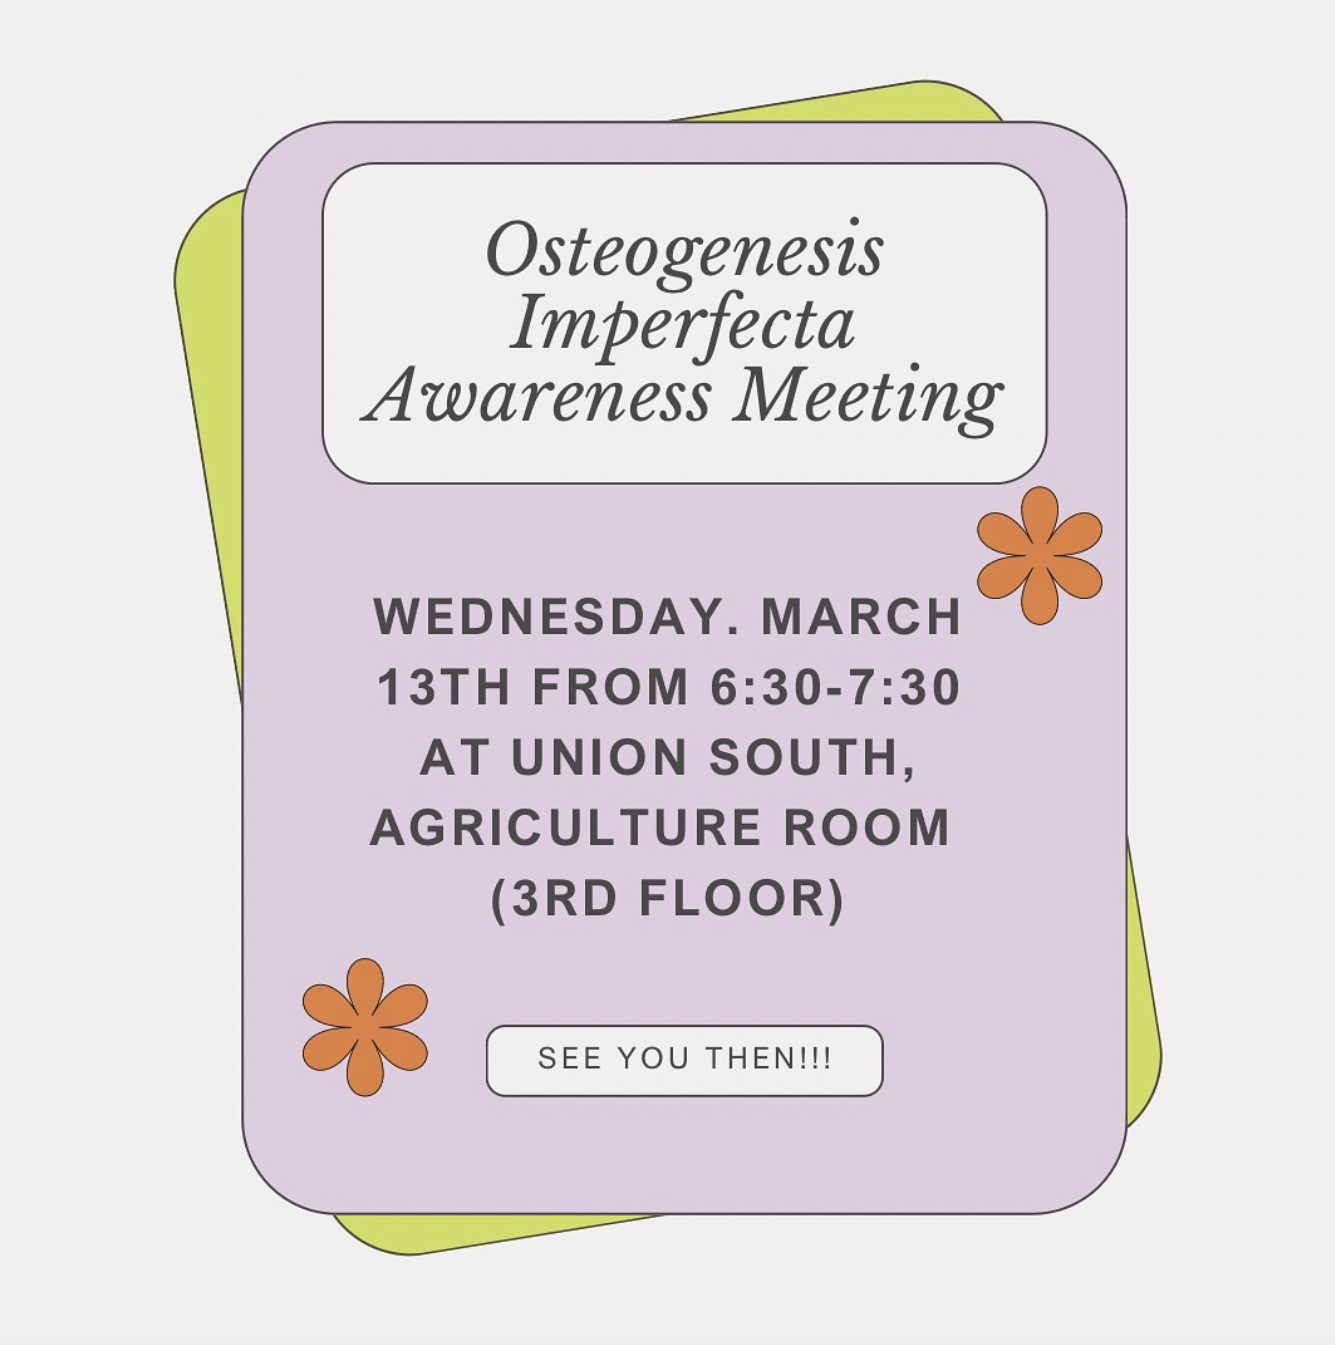 Osteogenesis
Imperfecta
Awareness Meeting
WEDNESDAY. MARCH
13TH FROM 6:30-7:30
AT UNION SOUTH,
AGRICULTURE ROOM
(3RD FLOOR)
SEE YOU THEN!!!